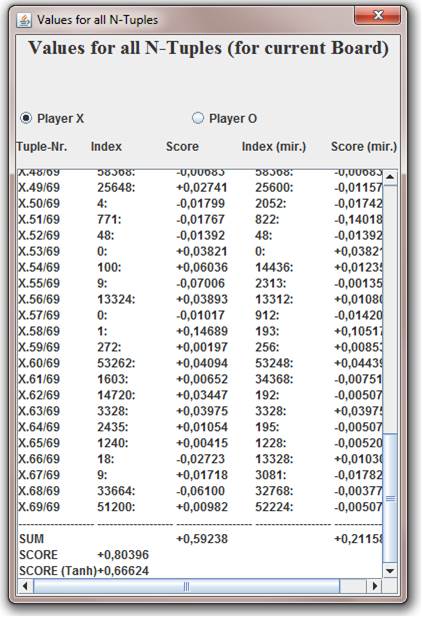 Values for all N-Tuples
Values for all N-Tuples (for current Board)
Player X Player O
Tuple-Nr. Index Score Index (mir.) Score (mir.)
X.48/69 58368: -0,00683 58368: -0,00683
X.49/69 25648: +0,02741 25600: -0,01157
X.50/69 4: -0,01799 2052: -0,01742
X.51/69 771: -0,01767 822: -0,14018
X.52/69 48: -0,01392 48: -0,01392
X.53/69 0: +0,03821 0: +0,0382
X.54/69 100: +0,06036 14436: +0,0123
X.55/69 9: -0,07006 2313: -0,00135
X.56/69 13324: +0,03893 13312: +0,0108
X.57/69 0: -0,01017 912: -0,01420
X.58/69 1: +0,14689 193: +0,1051
X.59/69 272: +0,00197 256: +0,0085
X.60/69 53262: +0,04094 53248: +0,0443
X.61/69 1603: +0,00652 34368: -0,00751
X.62/69 14720: +0,03447 192: -0,00507
X.63/69 3328: +0,03975 3328: +0,0397
X.64/69 2435: +0,01054 195: -0,00507
X.65/69 1240: +0,00415 1228: -0,00520
X.66/69 18: -0,02723 13328: +0,0103
X.67/69 9: +0,01718 3081: -0,01782
X.68/69 33664: -0,06100 32768: -0,00377
X.69/69 51200: +0,00982 52224: -0,00507
SUM +0,59238 +0,2115
SCORE +0,80396
SCORE (Tanh)+0,66624